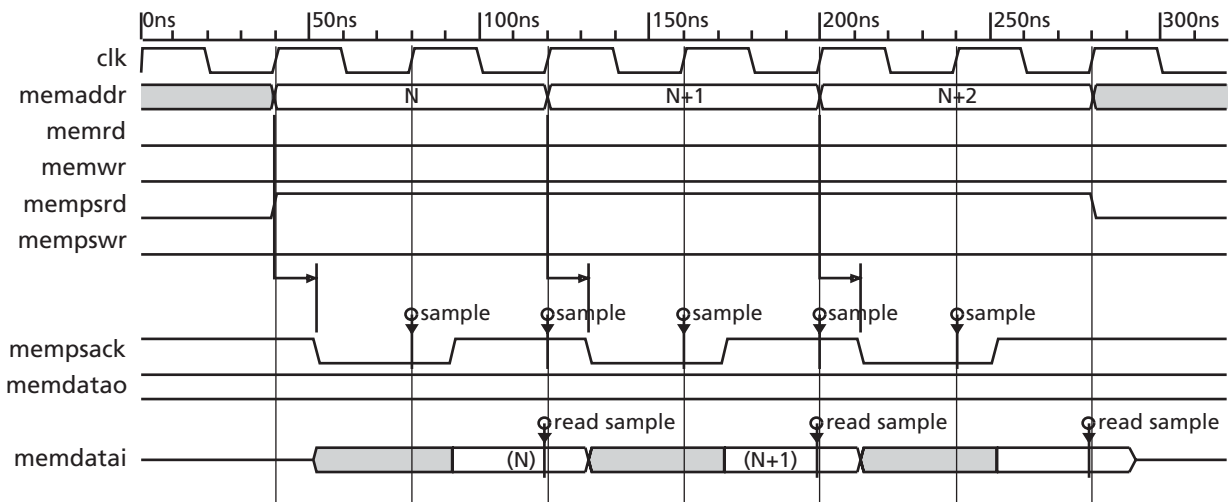 0ns 50ns 100ns 150ns 200ns 250ns 300ns
clk
memaddr N N+1 N+2
memrd
memwr
mempsrd
mempswr
sample sample sample sample sample
mempsack
memdatao
read sample read sample read sample
memdatai (N) (N+1)